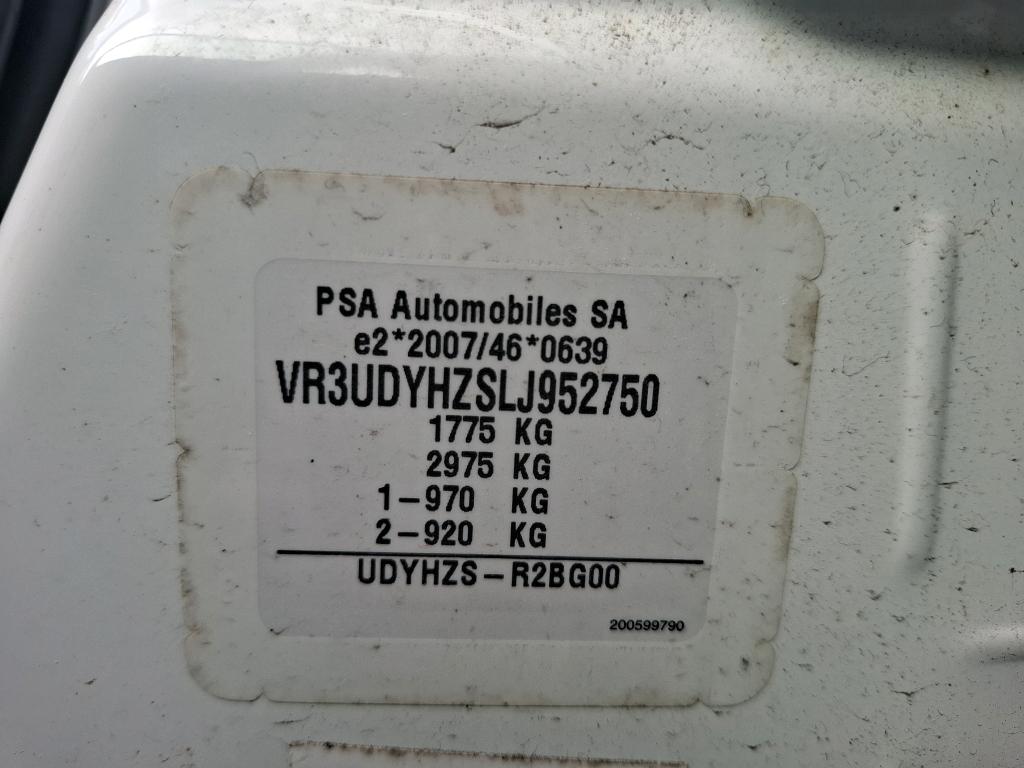 PSA Automobiles SA
e2*2007/46*0639
VR3UDYHZSLJ952750
1775 KG
2975 KG
1-970 KG
2-920 KG
UDYHZS-R2BG00
200599790